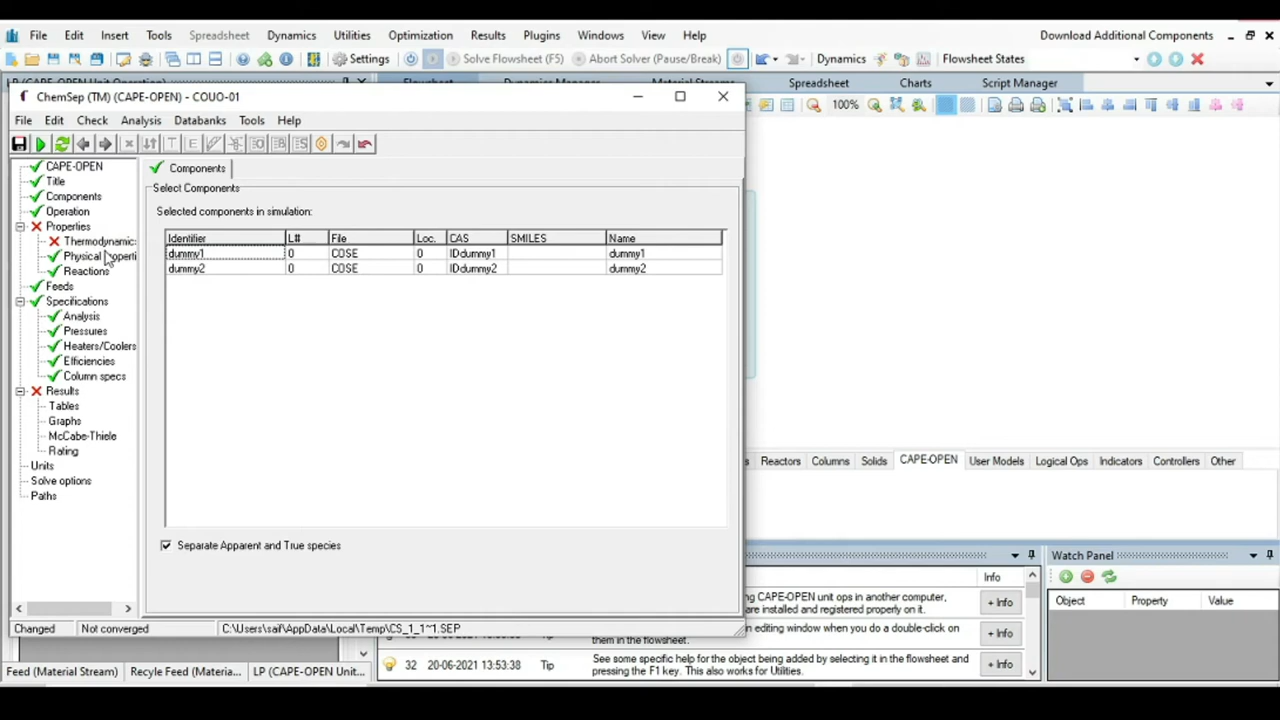 File Edit Insert Tools Spreadsheet Dynamics Utilities Optimization Results Plugins Windows View Help Download Additional Components
Settings Solve Flowsheet (F5) Abort Solver (Pause/Break) Dynamics Flowsheet States
Spreadsheet Charts Script Manager
ChemSep (TM) (CAPE-OPEN) - COUO-01
100%
File Edit Check Analysis Databanks Tools Help
CAPE-OPEN
Title
Components
Operation
Properties
Thermodynamic:
Physical Properti
Reactions
Feeds
Specifications
Analysis
Pressures
Heaters/Coolers
Efficiencies
Column specs
Results
Tables
Graphs
McCabe-Thiele
Rating
Units
Solve options
Paths
Components
Select Components
Selected components in simulation:
Identifier L# File Loc. CAS SMILES Name
dummy1 0 COSE 0 IDdummy1 dummy1
dummy2 0 COSE 0 IDdummy2 dummy2
Separate Apparent and True species
Changed Not converged C:\Users\saif\AppData\Local\Temp\CS_1_1~1.SEP
s Reactors Columns Solids CAPE-OPEN User Models Logical Ops Indicators Controllers Other
Watch Panel
Info
Object Property Value
ng CAPE-OPEN unit ops in another computer,
are installed and registered properly on it.
+ Info
n editing window when you do a double-click on
them in the flowsheet.
+ Info
32 20-06-2021 13:53:38 Tip See some specific help for the object being added by selecting it in the flowsheet and
pressing the F1 key. This also works for Utilities.
+ Info
Feed (Material Stream) Recyle Feed (Materia... LP (CAPE-OPEN Unit...